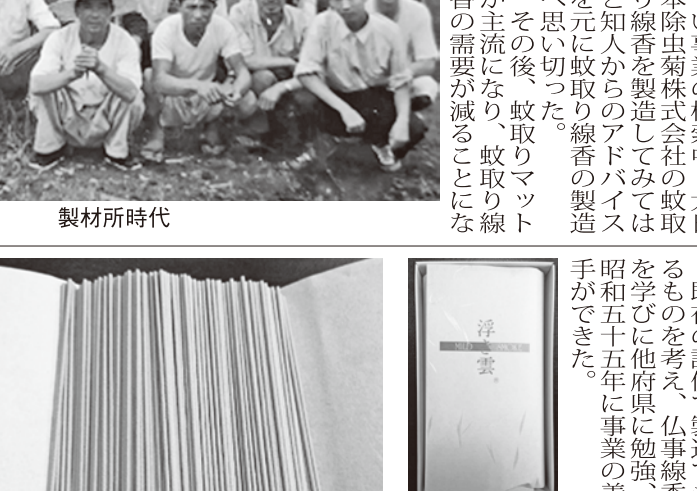 本除虫菊株式会社の蚊取
り線香を製造してみては
と知人からのアドバイス
を元に蚊取り線香の製造
へ思い切った。
その後、蚊取りマット
が主流になり、蚊取り線
香の需要が減ることにな
製材所時代
るものを考え、仏事線香
を学びに他府県に勉強、
昭和五十五年に事業の善
手ができた。
浮き雲